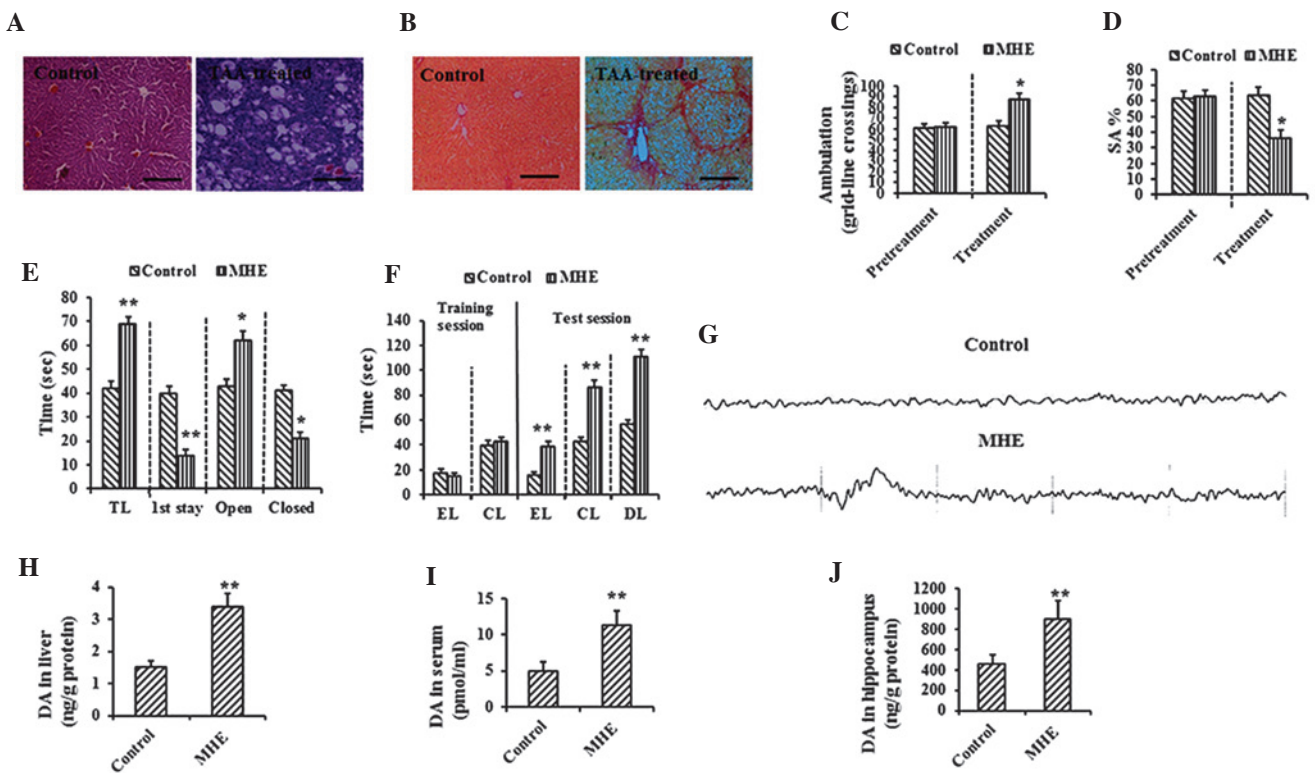 A
Control
TAA-treated
B
Control
TAA-treated
C
Control MHE
Ambulation
(grid-line crossings)
100
90
80
70
60
50
40
30
20
10
0
Pretreatment Treatment
D
Control MHE
SA %
80
70
60
50
40
30
20
10
0
*
*
Pretreatment Treatment
E
Control MHE
Time (sec)
80
70
60
50
40
30
20
10
0
**
**
*
*
TL 1st stay Open Closed
F
Control MHE
Training
session
Test session
Time (sec)
140
120
100
80
60
40
20
0
**
**
**
EL CL EL CL DL
G
Control
MHE
H
DA in liver
(ng/g protein)
4
3
2
1
0
**
Control MHE
I
DA in serum
(pmol/ml)
15
10
5
0
**
Control MHE
J
DA in hippocampus
(ng/g protein)
1200
1000
800
600
400
200
0
**
Control MHE